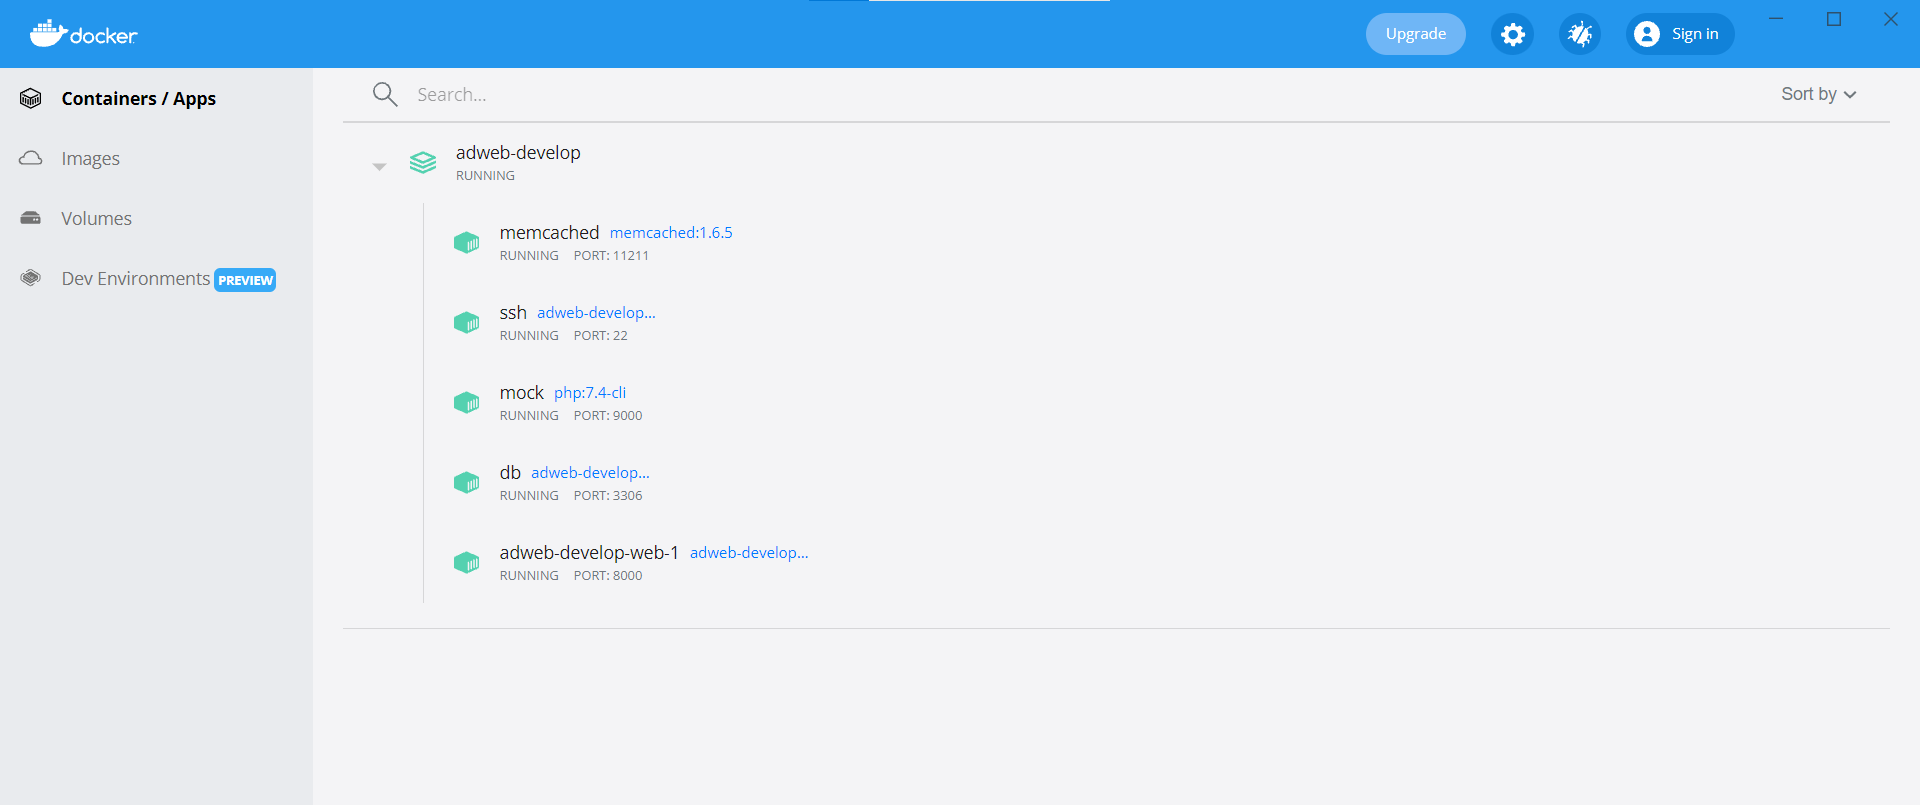 docker
Upgrade
Sign in
Containers / Apps
Images
Volumes
Dev Environments PREVIEW
Search...
Sort by
adweb-develop
RUNNING
memcached memcached:1.6.5
RUNNING PORT: 11211
ssh adweb-develop...
RUNNING PORT: 22
mock php:7.4-cli
RUNNING PORT: 9000
db adweb-develop...
RUNNING PORT: 3306
adweb-develop-web-1 adweb-develop...
RUNNING PORT: 8000